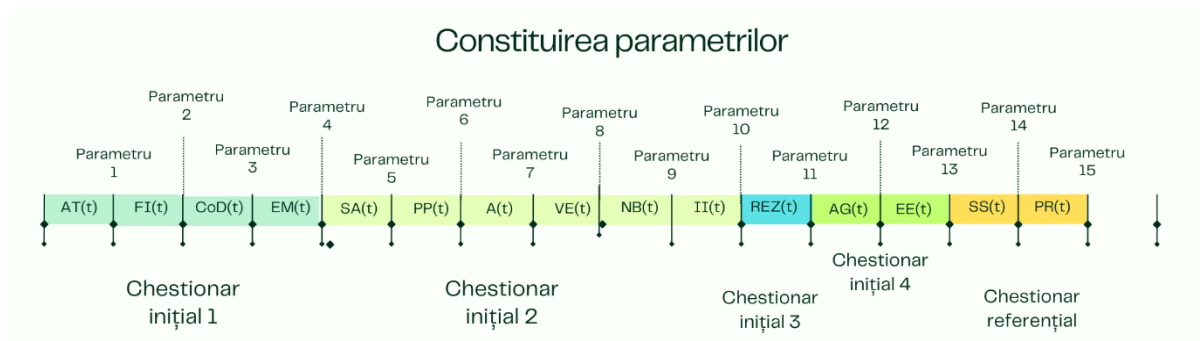 Constituirea parametrilor
Parametru
1
Parametru
2
Parametru
3
Parametru
4
Parametru
5
Parametru
6
Parametru
7
Parametru
8
Parametru
9
Parametru
10
Parametru
11
Parametru
12
Parametru
13
Parametru
14
Parametru
15
AT(t)
FI(t)
CoD(t)
EM(t)
SA(t)
PP(t)
A(t)
VE(t)
NB(t)
II(t)
REZ(t)
AG(t)
EE(t)
SS(t)
PR(t)
Chestionar
inițial 1
Chestionar
inițial 2
Chestionar
inițial 3
Chestionar
inițial 4
Chestionar
referențial